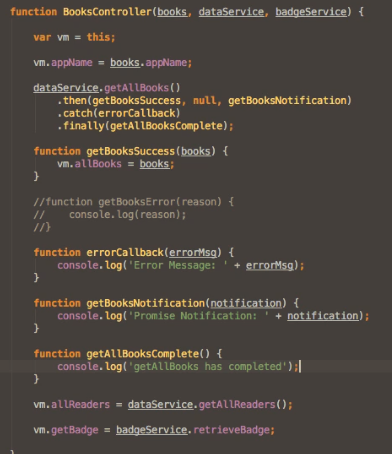 function BooksController(books, dataService, badgeService) {
var vm = this;
vm.appName = books.appName;
dataService.getAllBooks()
.then(getBooksSuccess, null, getBooksNotification)
.catch(errorCallback)
.finally(getAllBooksComplete);
function getBooksSuccess(books) {
vm.allBooks = books;
}
//function getBooksError(reason) {
//    console.log(reason);
//}
function errorCallback(errorMsg) {
console.log('Error Message: ' + errorMsg);
}
function getBooksNotification(notification) {
console.log('Promise Notification: ' + notification);
}
function getAllBooksComplete() {
console.log('getAllBooks has completed');
}
vm.allReaders = dataService.getAllReaders();
vm.getBadge = badgeService.retrieveBadge;
}